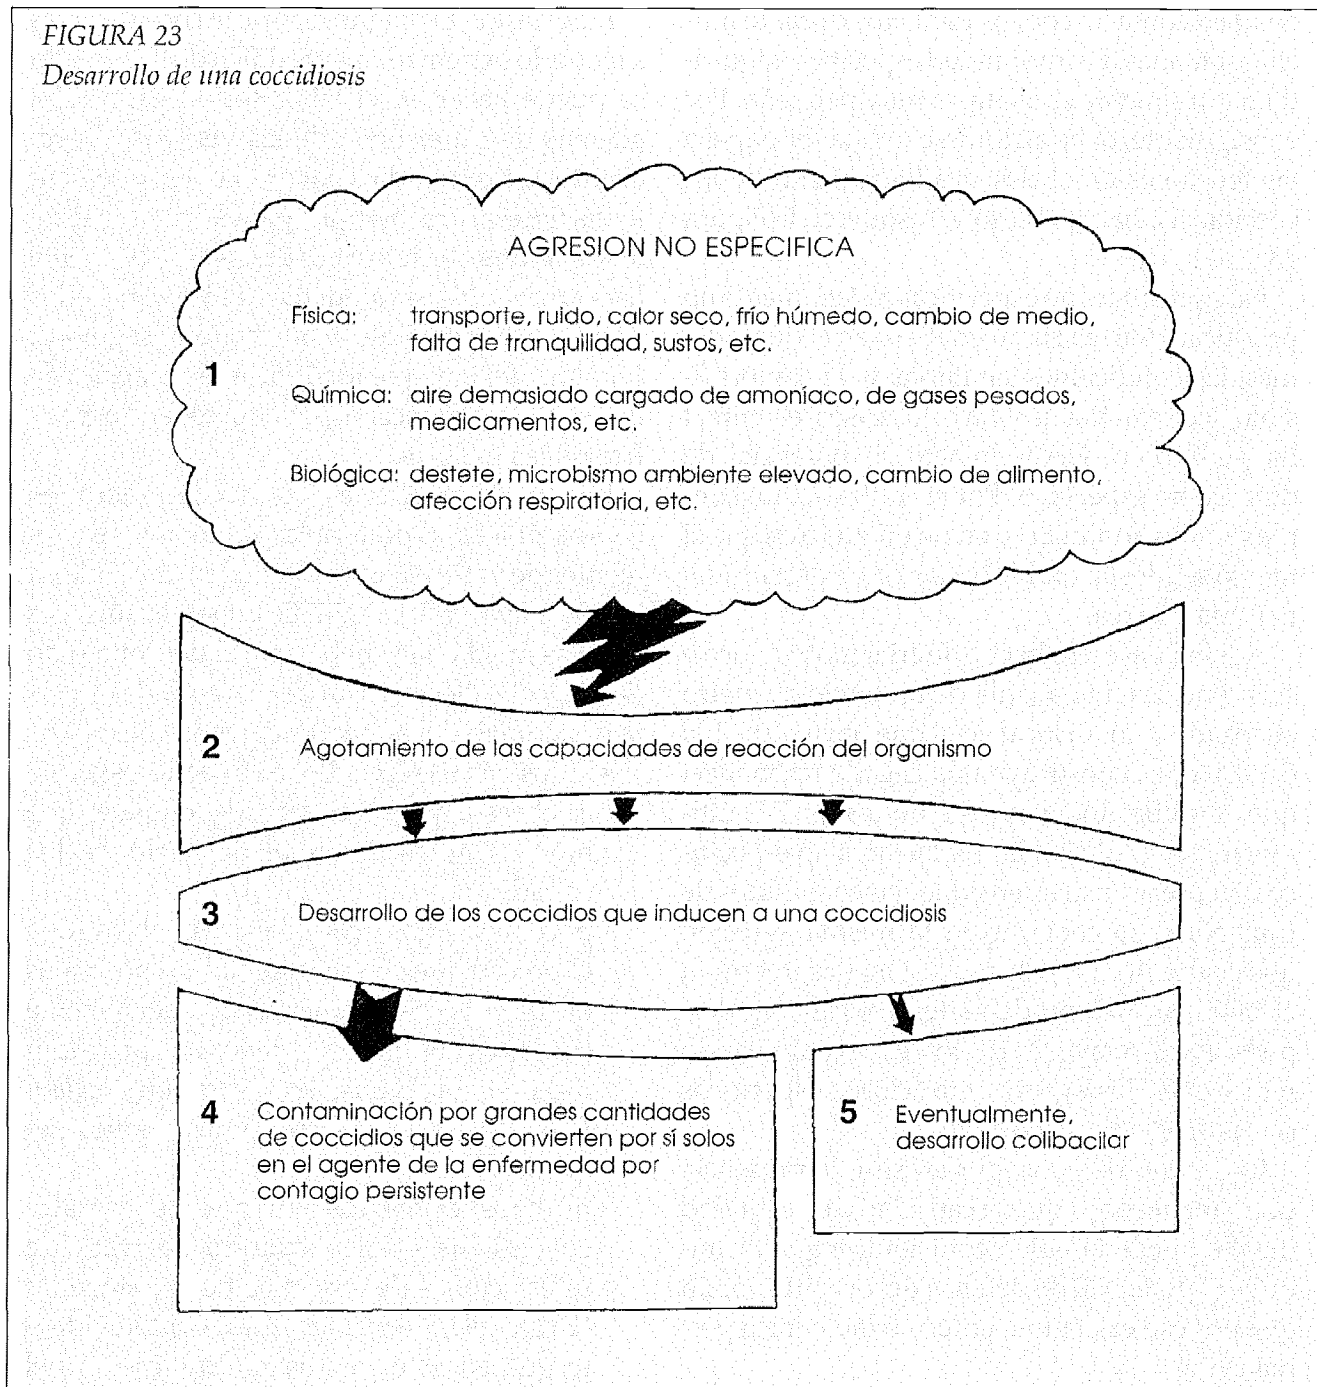 FIGURA 23
Desarrollo de una coccidiosis
AGRESION NO ESPECIFICA
1
Física: transporte, ruido, calor seco, frío húmedo, cambio de medio,
falta de tranquilidad, sustos, etc.
Química: aire demasiado cargado de amoníaco, de gases pesados,
medicamentos, etc.
Biológica: destete, microbismo ambiente elevado, cambio de alimento,
afección respiratoria, etc.
2 Agotamiento de las capacidades de reacción del organismo
3 Desarrollo de los coccidios que inducen a una coccidiosis
4 Contaminación por grandes cantidades
de coccidios que se convierten por sí solos
en el agente de la enfermedad por
contagio persistente
5 Eventualmente,
desarrollo colibacilar